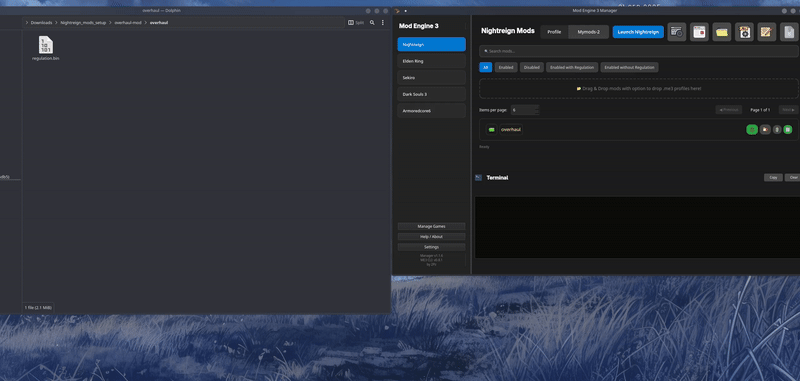 overhaul — Dolphin
Downloads > Nightreign_mods_setup > overhaul-mod > overhaul
Split
regulation.bin
1 file (2.1 MiB)
Mod Engine 3 Manager
Mod Engine 3
Nightreign
Elden Ring
Sekiro
Dark Souls 3
Armoredcore6
Manage Games
Help / About
Settings
Nightreign Mods
Profile
Mymods-2
Launch Nightreign
Search mods...
All
Enabled
Disabled
Enabled with Regulation
Enabled without Regulation
Drag & Drop mods with option to drop .me3 profiles here!
Items per page:
Previous
Page 1 of 1
Next
overhaul
Ready
Terminal
Copy
Clear